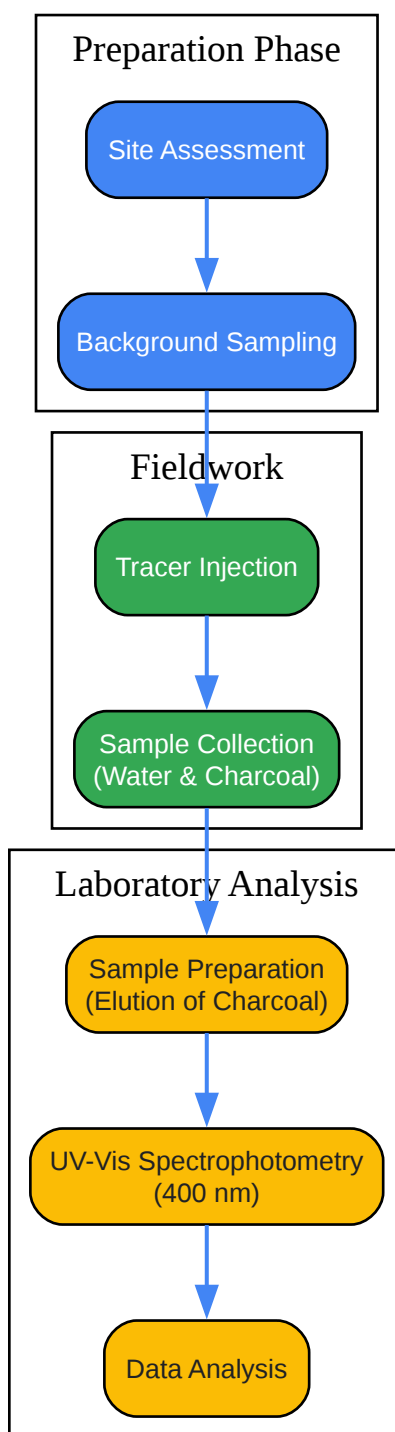 Preparation Phase
Site Assessment
Background Sampling
Fieldwork
Tracer Injection
Sample Collection
(Water & Charcoal)
Laboratory Analysis
Sample Preparation
(Elution of Charcoal)
UV-Vis Spectrophotometry
(400 nm)
Data Analysis